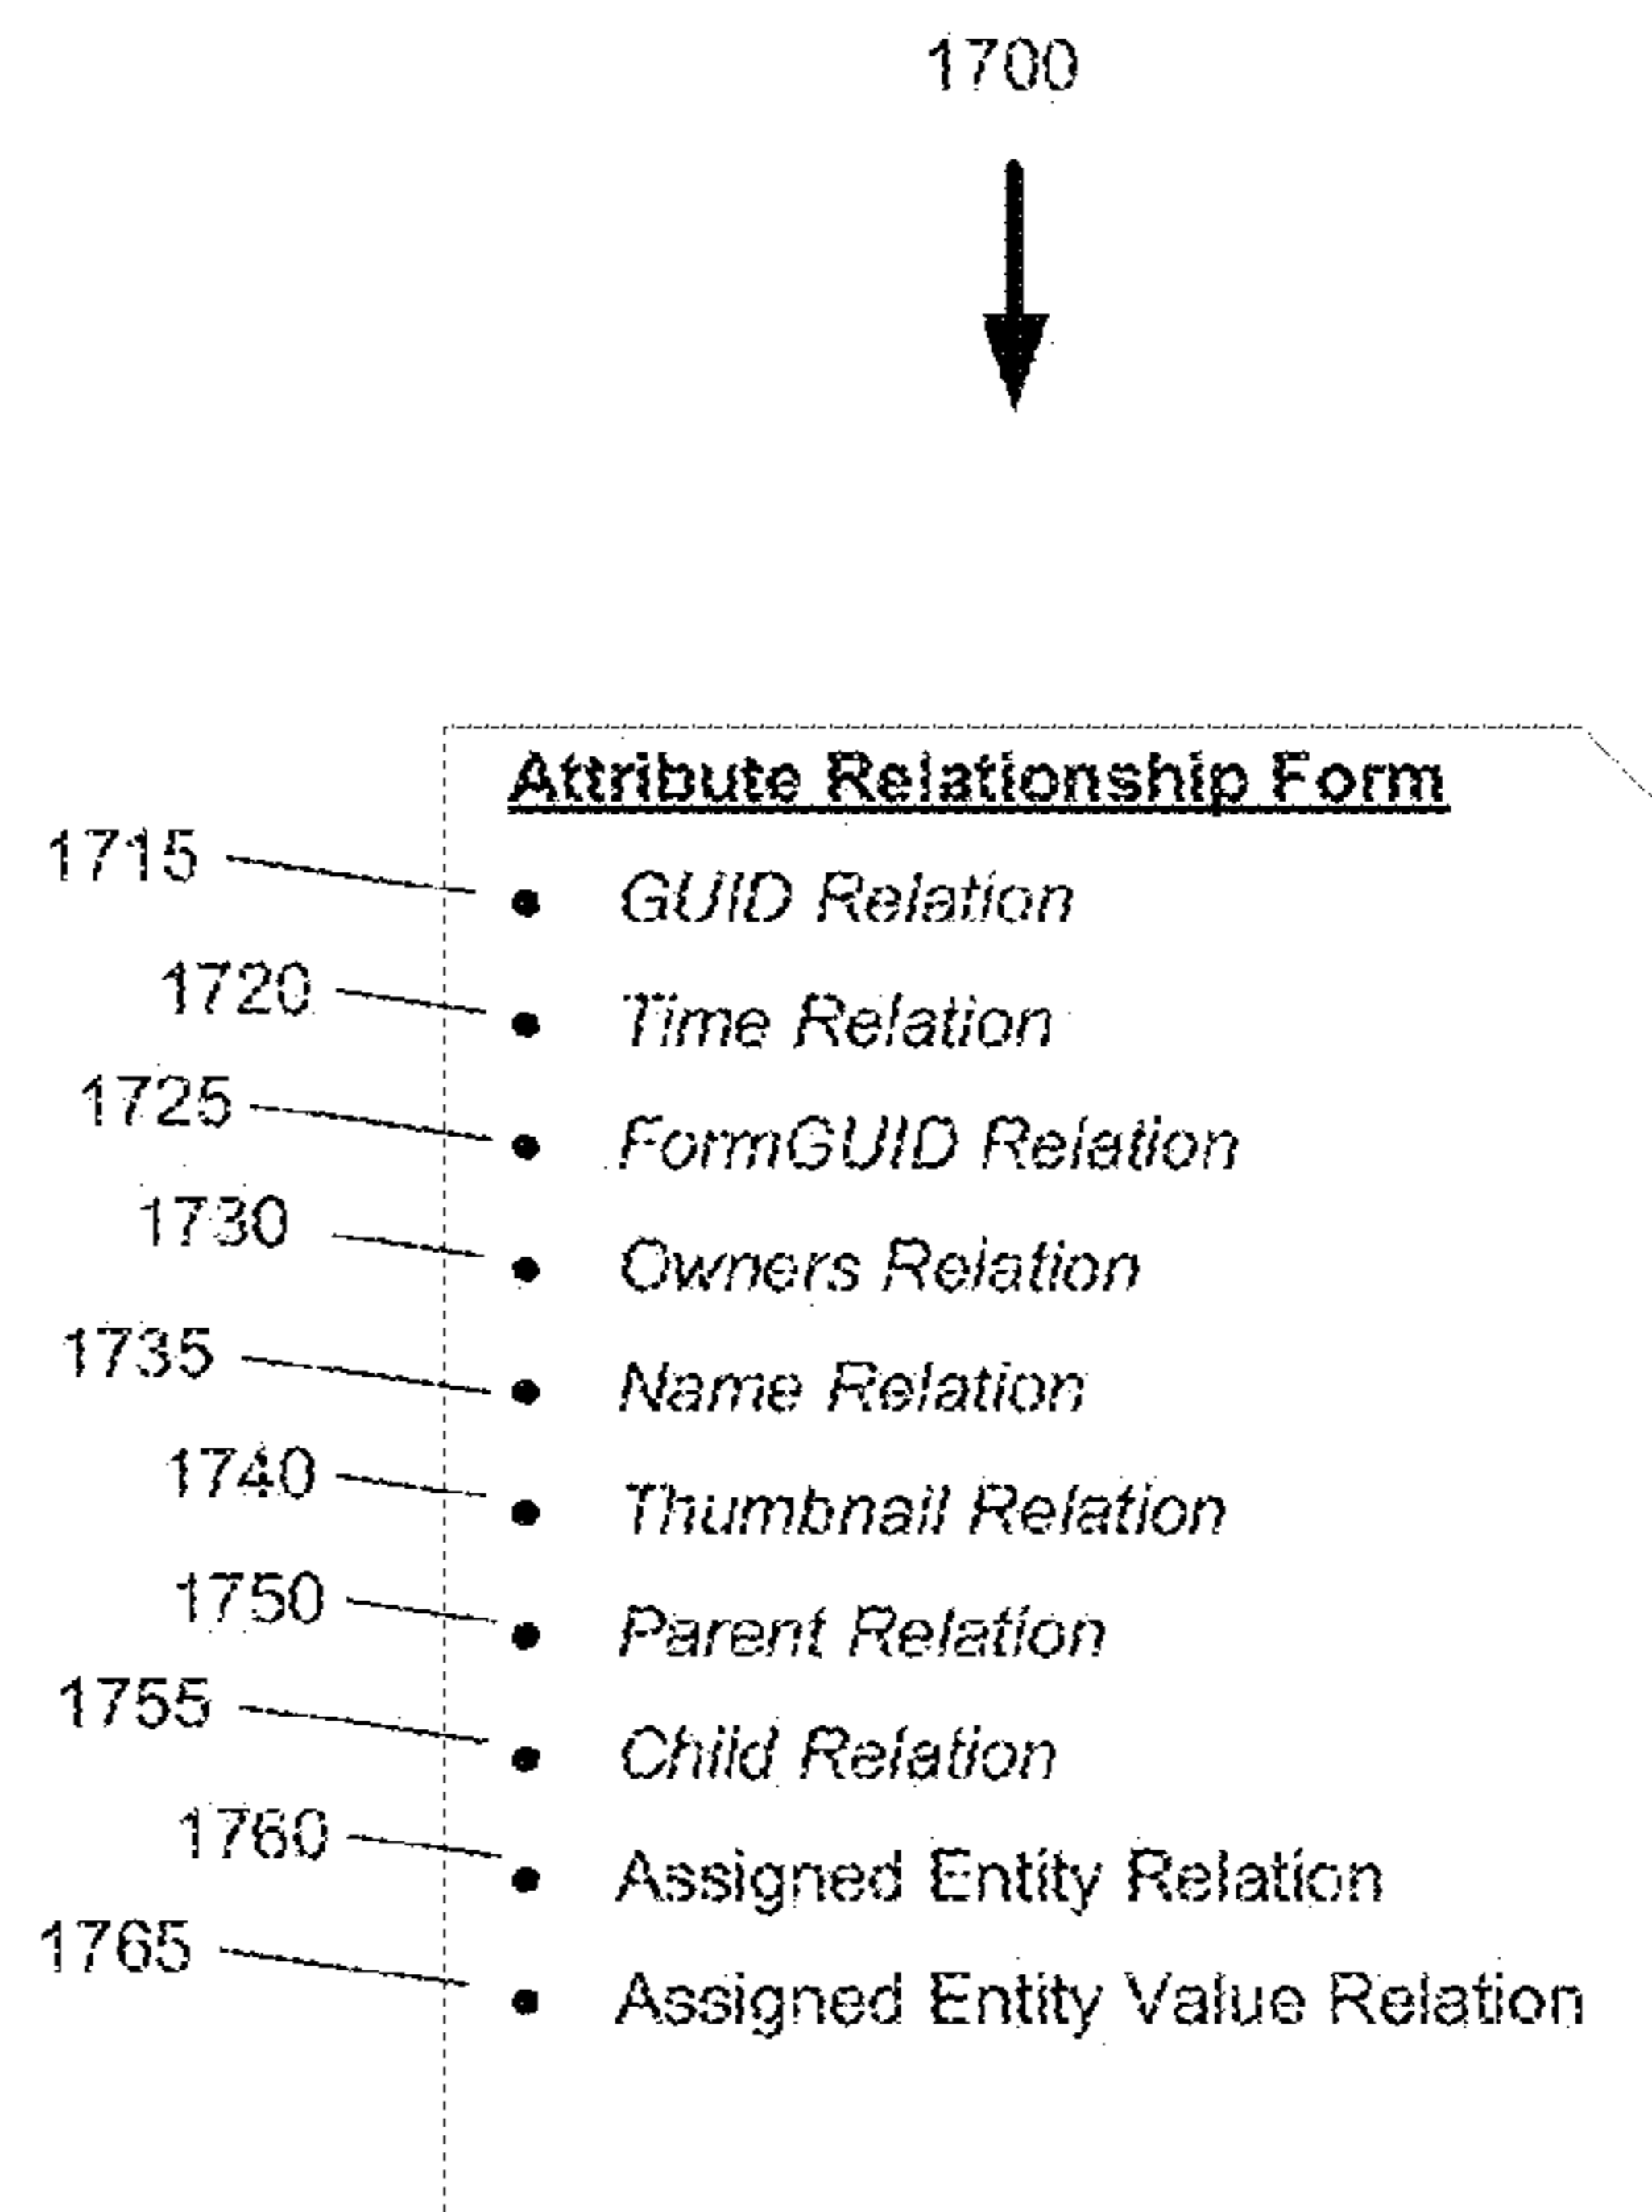 1700
Attribute Relationship Form
1715 • GUID Relation
1720 • Time Relation
1725 • FormGUID Relation
1730 • Owners Relation
1735 • Name Relation
1740 • Thumbnail Relation
1750 • Parent Relation
1755 • Child Relation
1760 • Assigned Entity Relation
1765 • Assigned Entity Value Relation